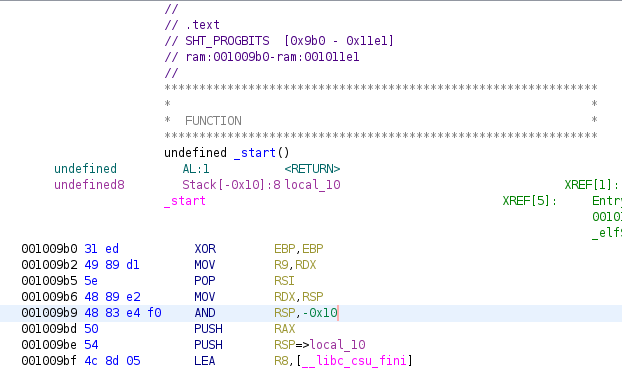 //
// .text
// SHT_PROGBITS [0x9b0 - 0x11e1]
// ram:001009b0-ram:001011e1
//
**************************************************************
* *
* FUNCTION *
**************************************************************
undefined _start()
undefined AL:1 <RETURN>
undefined8 Stack[-0x10]:8 local_10 XREF[1]:
_start XREF[5]: Entry
0010
_elfS
001009b0 31 ed XOR EBP,EBP
001009b2 49 89 d1 MOV R9,RDX
001009b5 5e POP RSI
001009b6 48 89 e2 MOV RDX,RSP
001009b9 48 83 e4 f0 AND RSP,-0x10
001009bd 50 PUSH RAX
001009be 54 PUSH RSP=>local_10
001009bf 4c 8d 05 LEA R8,[__libc_csu_fini]